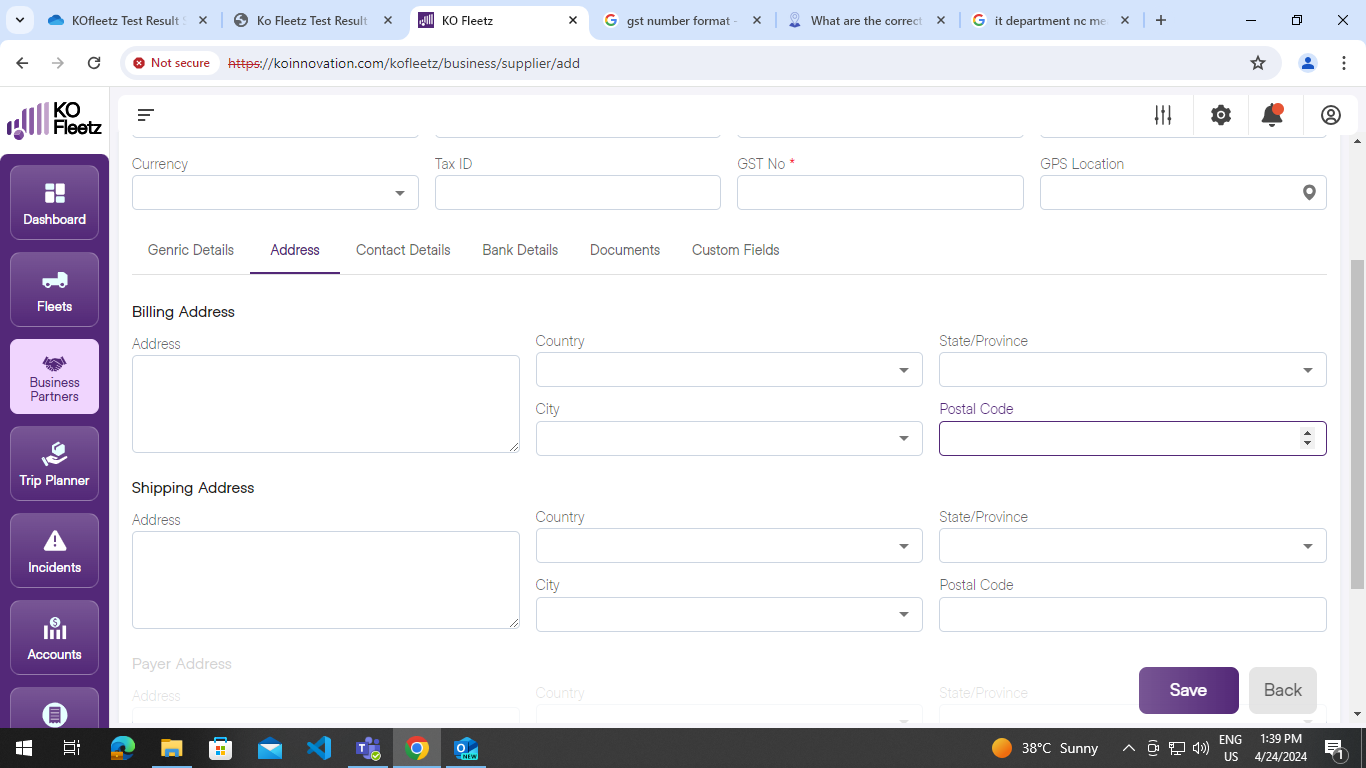 KOfleetz Test Result S
Ko Fleetz Test Result
KO Fleetz
gst number format -
What are the correct
it department nc me
Not secure
https://koinnovation.com/kofleetz/business/supplier/add
KO
Fleetz
Currency
Tax ID
GST No *
GPS Location
Dashboard
Genric Details
Address
Contact Details
Bank Details
Documents
Custom Fields
Fleets
Billing Address
Address
Country
State/Province
Business
Partners
City
Postal Code
Trip Planner
Shipping Address
Address
Country
State/Province
Incidents
City
Postal Code
Accounts
Payer Address
Address
Country
State/Province
Save
Back
38°C Sunny
ENG
US
1:39 PM
4/24/2024
NEW
1